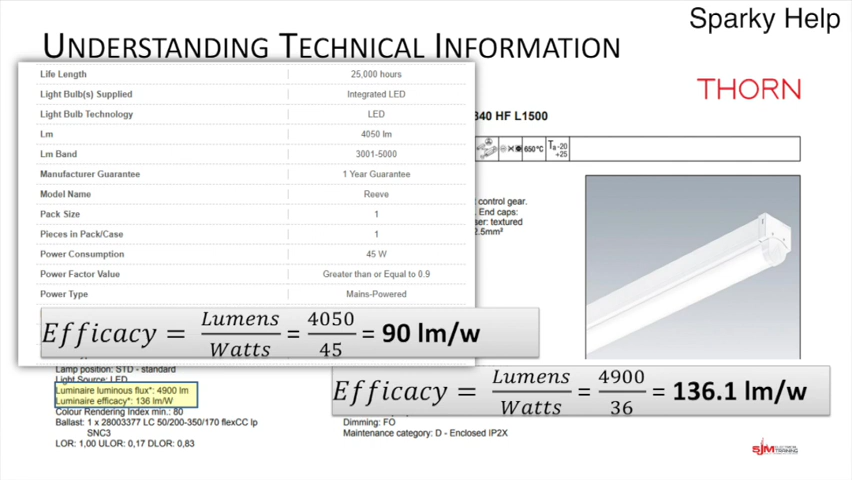 Sparky Help
UNDERSTANDING TECHNICAL INFORMATION
THORN
Life Length 25,000 hours
Light Bulb(s) Supplied Integrated LED
Light Bulb Technology LED
Lm 4050 lm
Lm Band 3001-5000
Manufacturer Guarantee 1 Year Guarantee
Model Name Reeve
Pack Size 1
Pieces in Pack/Case 1
Power Consumption 45 W
Power Factor Value Greater than or Equal to 0.9
Power Type Mains-Powered
Efficacy = Lumens / Watts = 4050 / 45 = 90 lm/w
840 HF L1500
650°C Ta-20 +25
control gear.
. End caps:
ser: textured
2.5mm²
Lamp position: STD - standard
Light Source: LED
Luminaire luminous flux*: 4900 lm
Luminaire efficacy*: 136 lm/W
Colour Rendering Index min.: 80
Ballast: 1 x 28003377 LC 50/200-350/170 flexCC lp
SNC3
LOR: 1,00 ULOR: 0,17 DLOR: 0,83
Efficacy = Lumens / Watts = 4900 / 36 = 136.1 lm/w
Dimming: FO
Maintenance category: D - Enclosed IP2X
SJM ELECTRICAL TRAINING